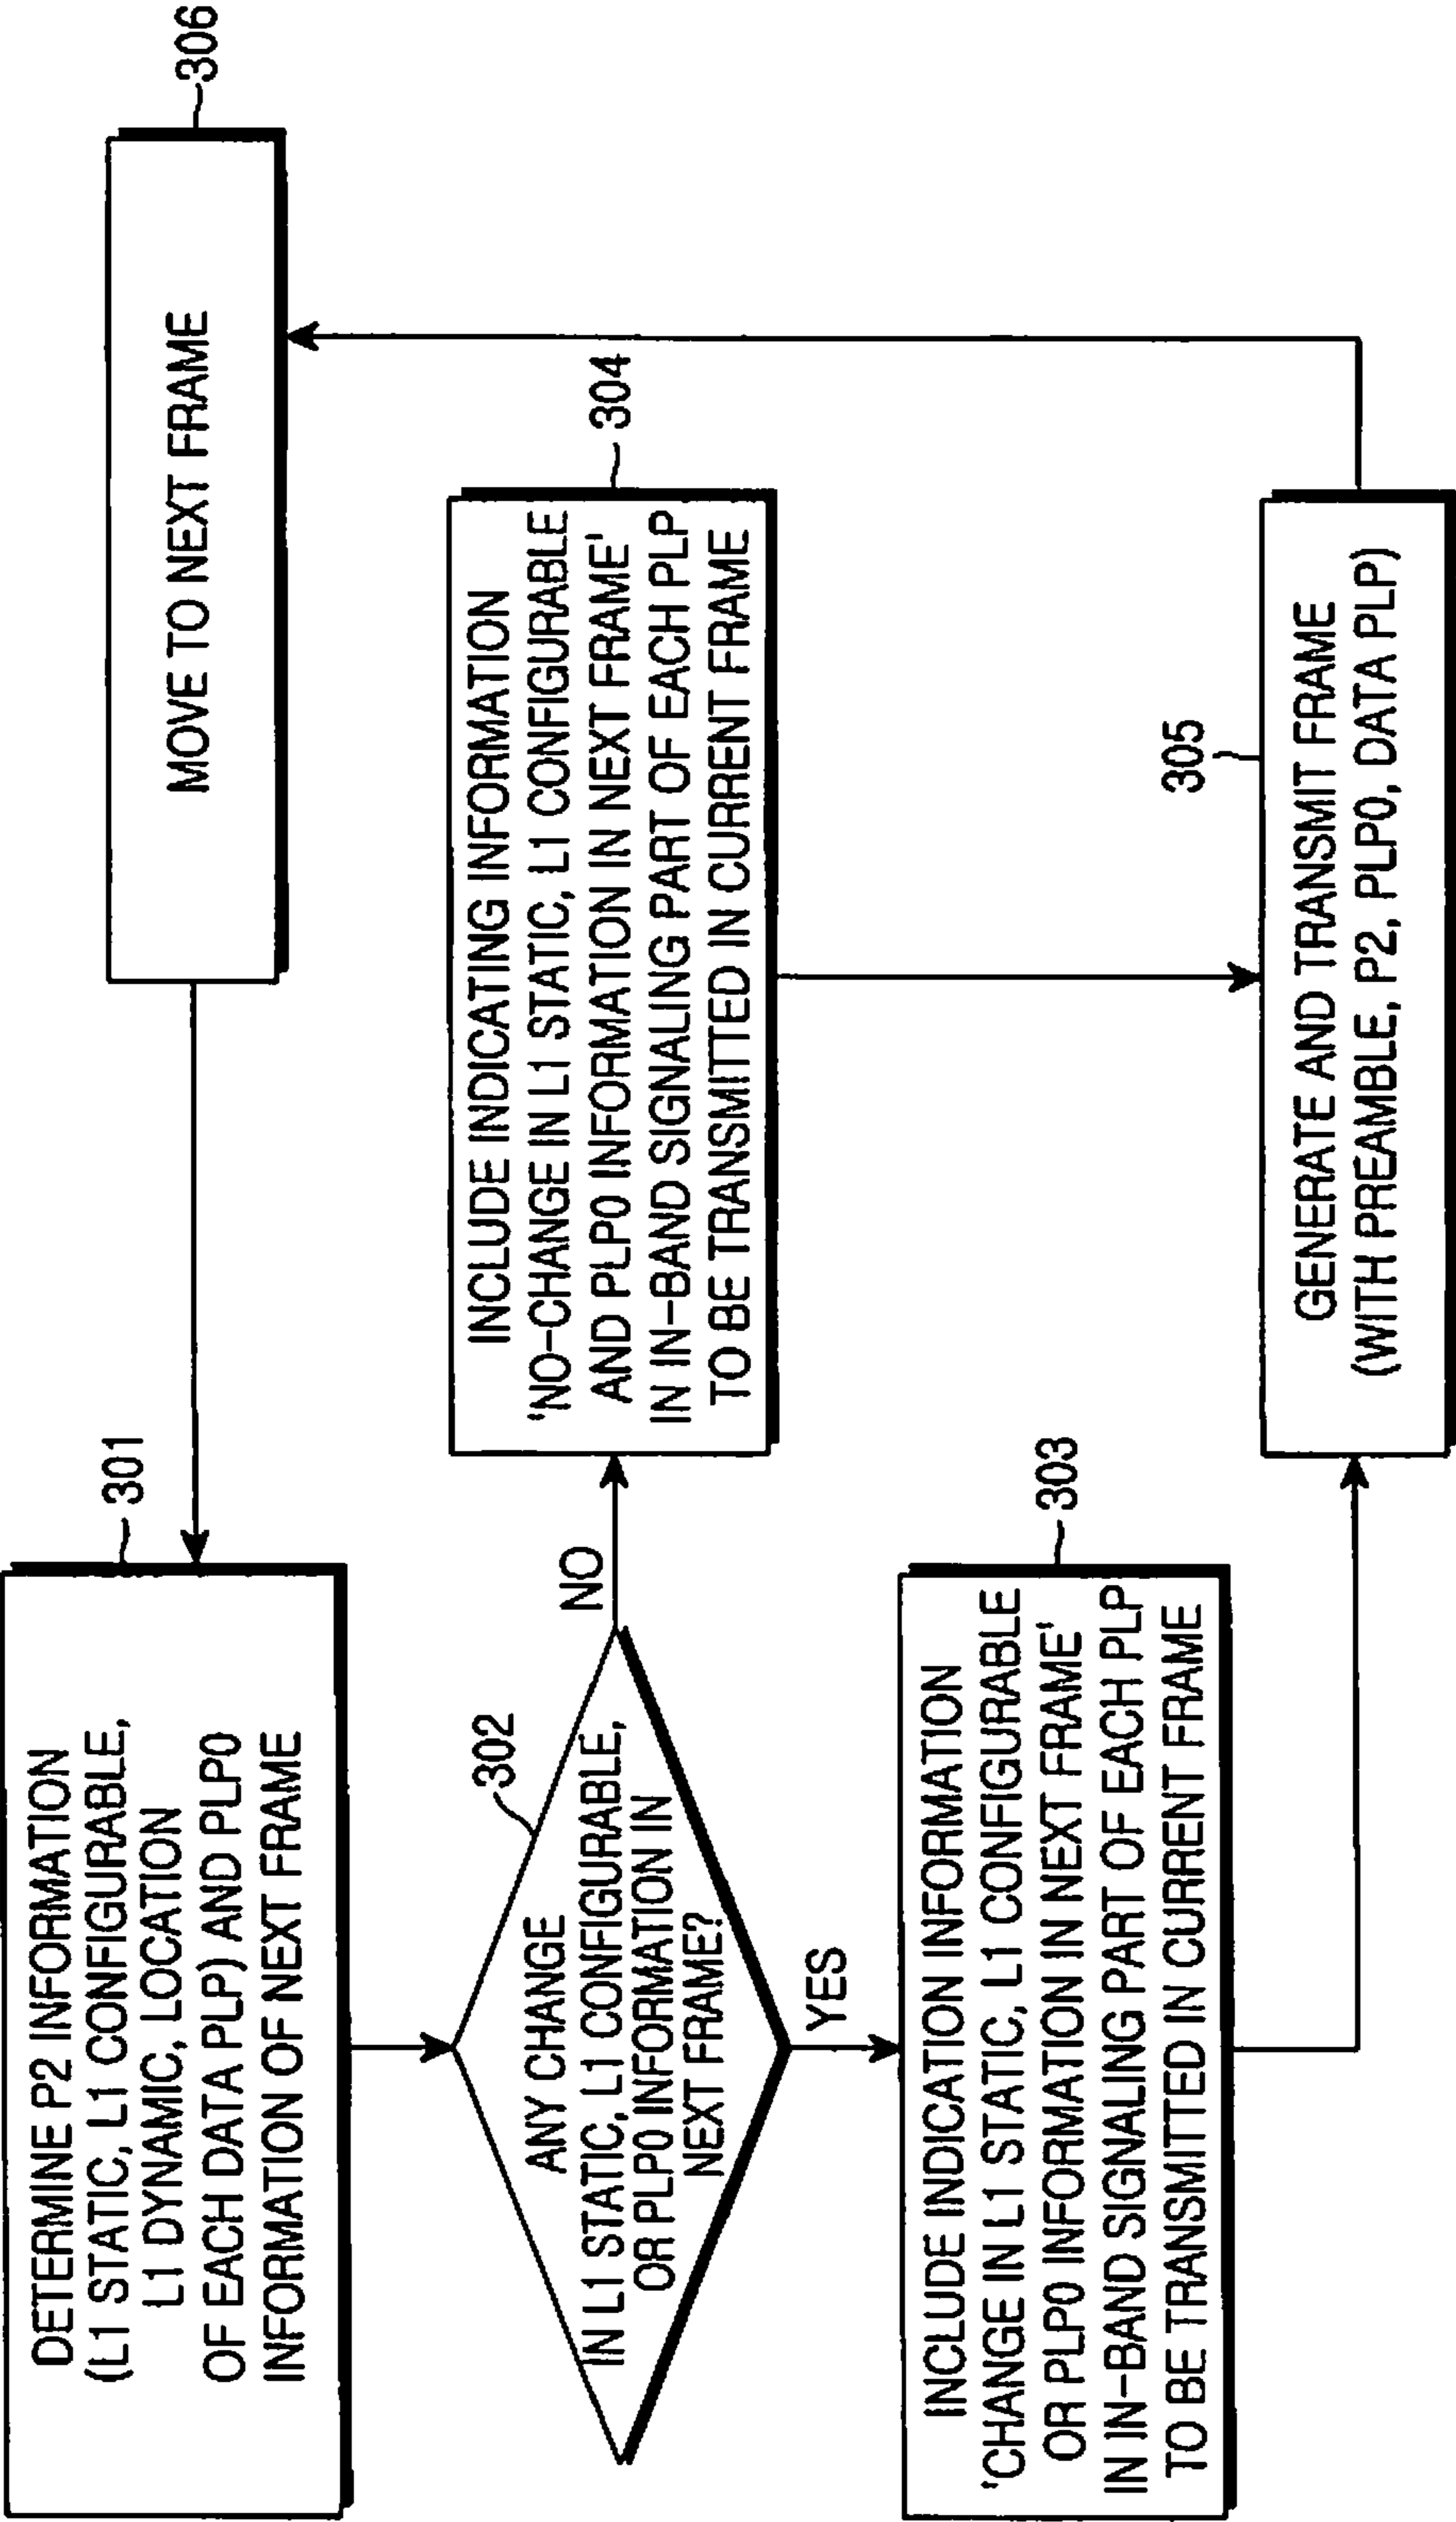 301
DETERMINE P2 INFORMATION
(L1 STATIC, L1 CONFIGURABLE,
L1 DYNAMIC, LOCATION
OF EACH DATA PLP) AND PLP0
INFORMATION OF NEXT FRAME
306
MOVE TO NEXT FRAME
302
ANY CHANGE
IN L1 STATIC, L1 CONFIGURABLE,
OR PLP0 INFORMATION IN
NEXT FRAME?
NO
304
INCLUDE INDICATING INFORMATION
'NO-CHANGE IN L1 STATIC, L1 CONFIGURABLE
AND PLP0 INFORMATION IN NEXT FRAME'
IN IN-BAND SIGNALING PART OF EACH PLP
TO BE TRANSMITTED IN CURRENT FRAME
YES
303
INCLUDE INDICATION INFORMATION
'CHANGE IN L1 STATIC, L1 CONFIGURABLE
OR PLP0 INFORMATION IN NEXT FRAME'
IN IN-BAND SIGNALING PART OF EACH PLP
TO BE TRANSMITTED IN CURRENT FRAME
305
GENERATE AND TRANSMIT FRAME
(WITH PREAMBLE, P2, PLP0, DATA PLP)